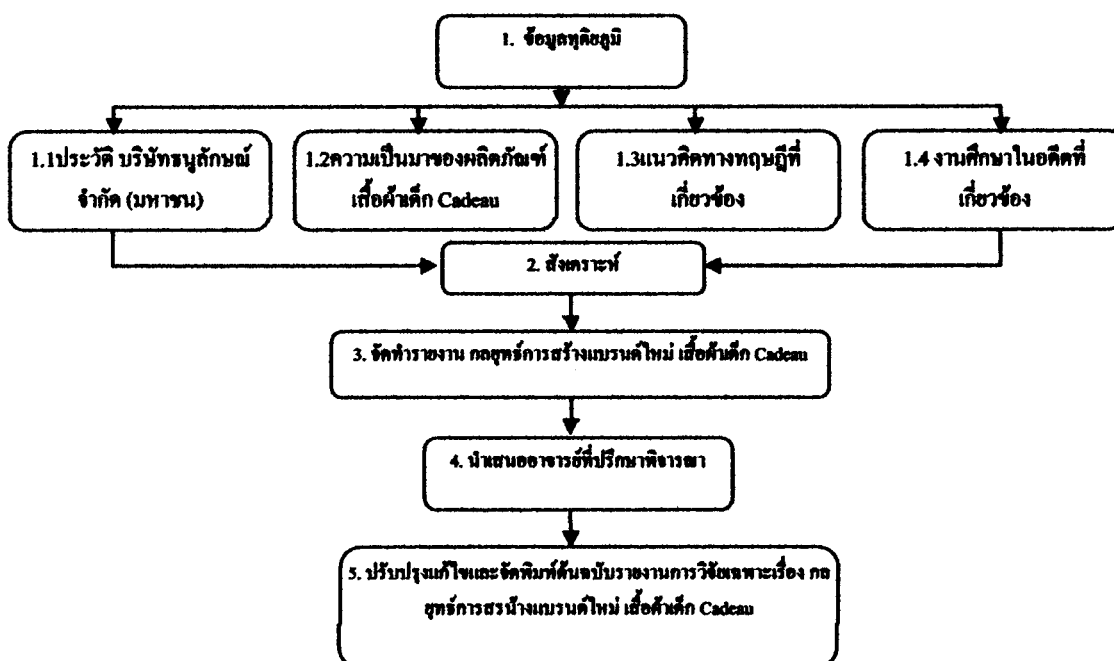 1. ข้อมูลทุติยภูมิ
1.1ประวัติ บริษัทธนูลักษณ์
จำกัด (มหาชน)
1.2ความเป็นมาของผลิตภัณฑ์
เสื้อผ้าเด็ก Cadeau
1.3แนวคิดทางทฤษฎีที่
เกี่ยวข้อง
1.4 งานศึกษาในอดีตที่
เกี่ยวข้อง
2. สังเคราะห์
3. จัดทำรายงาน กลยุทธ์การสร้างแบรนด์ใหม่ เสื้อผ้าเด็ก Cadeau
4. นำเสนออาจารย์ที่ปรึกษาพิจารณา
5. ปรับปรุงแก้ไขและจัดพิมพ์ต้นฉบับรายงานการวิจัยเฉพาะเรื่อง กล
ยุทธ์การสรน้างแบรนด์ใหม่ เสื้อผ้าเด็ก Cadeau